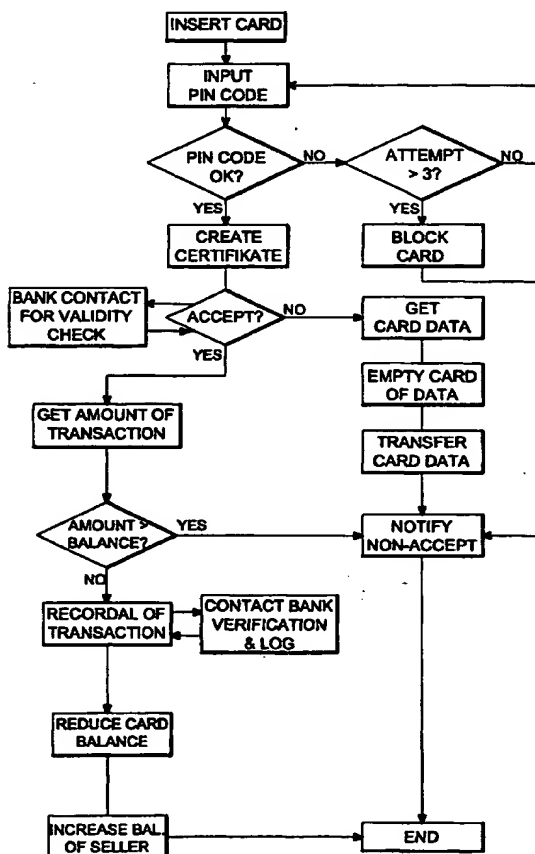 INSERT CARD
INPUT
PIN CODE
PIN CODE
OK?
NO
ATTEMPT
> 3?
NO
YES
YES
CREATE
CERTIFIKATE
BLOCK
CARD
BANK CONTACT
FOR VALIDITY
CHECK
ACCEPT?
NO
GET
CARD DATA
YES
EMPTY CARD
OF DATA
GET AMOUNT OF
TRANSACTION
TRANSFER
CARD DATA
AMOUNT >
BALANCE?
YES
NOTIFY
NON-ACCEPT
NO
RECORDAL OF
TRANSACTION
CONTACT BANK
VERIFICATION
& LOG
REDUCE CARD
BALANCE
INCREASE BAL.
OF SELLER
END